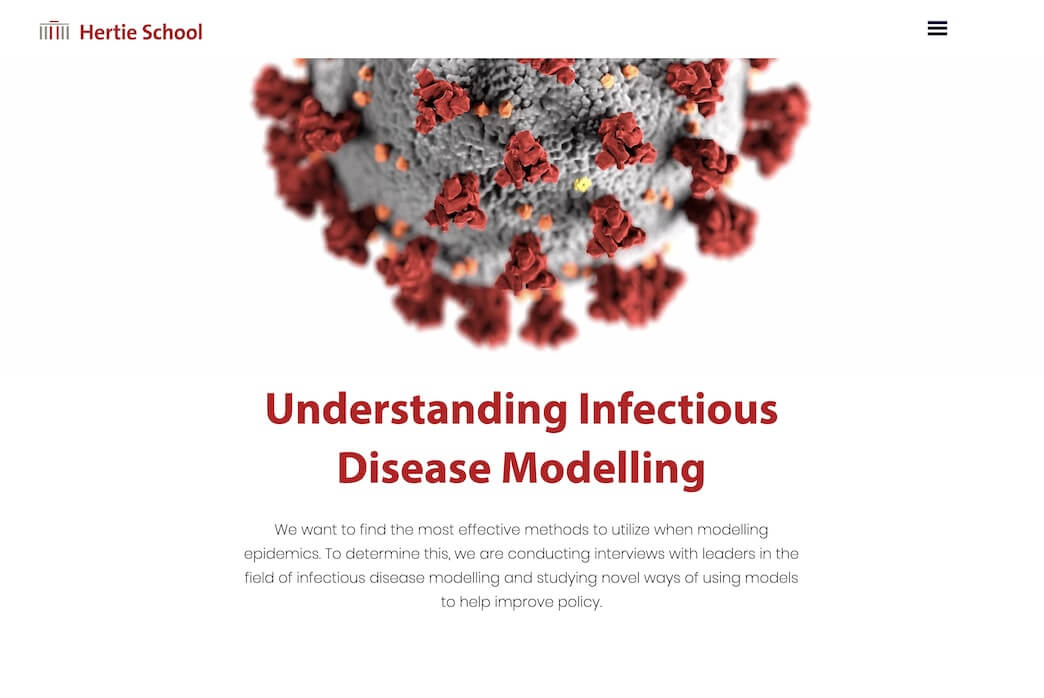 Hertie School
Understanding Infectious
Disease Modelling
We want to find the most effective methods to utilize when modelling
epidemics. To determine this, we are conducting interviews with leaders in the
field of infectious disease modelling and studying novel ways of using models
to help improve policy.